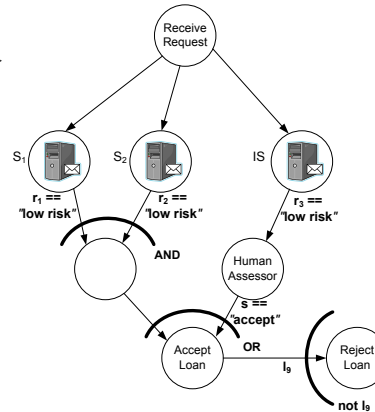 Receive
Request
S1
S2
IS
r1 ==
"low risk"
r2 ==
"low risk"
r3 ==
"low risk"
AND
Human
Assessor
s ==
"accept"
OR
Accept
Loan
l9
Reject
Loan
not l9